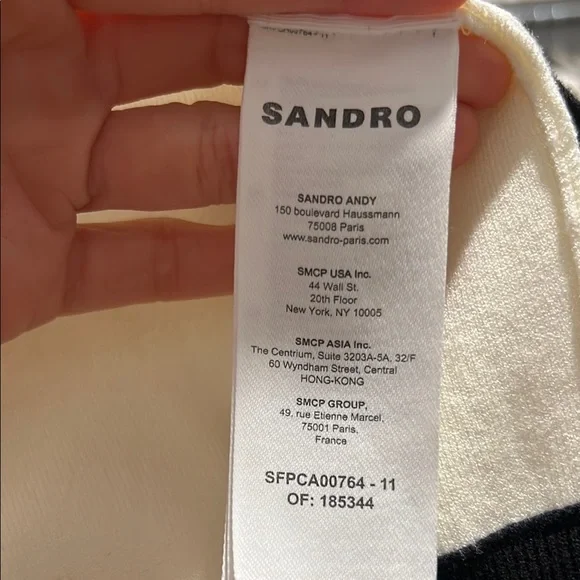 SANDRO
SANDRO ANDY
150 boulevard Haussmann
75008 Paris
www.sandro-paris.com
SMCP USA Inc.
44 Wall St.
20th Floor
New York, NY 10005
SMCP ASIA Inc.
The Centrium, Suite 3203A-5A, 32/F
60 Wyndham Street, Central
HONG-KONG
SMCP GROUP,
49, rue Etienne Marcel,
75001 Paris,
France
SFPCA00764 - 11
OF: 185344